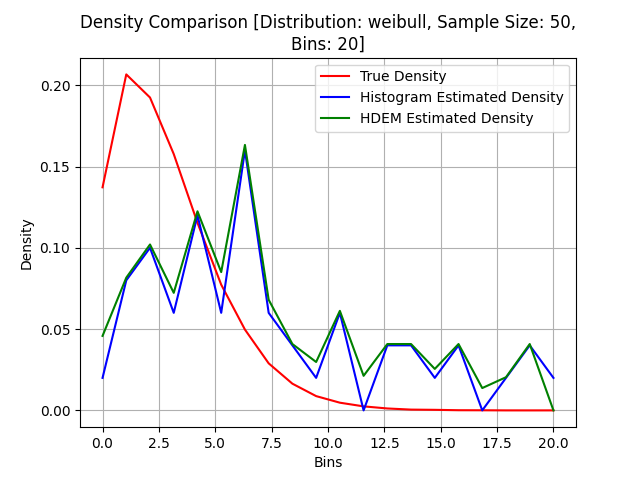 Density Comparison [Distribution: weibull, Sample Size: 50,
Bins: 20]
True Density
Histogram Estimated Density
HDEM Estimated Density
Density
0.20
0.15
0.10
0.05
0.00
0.0 2.5 5.0 7.5 10.0 12.5 15.0 17.5 20.0
Bins